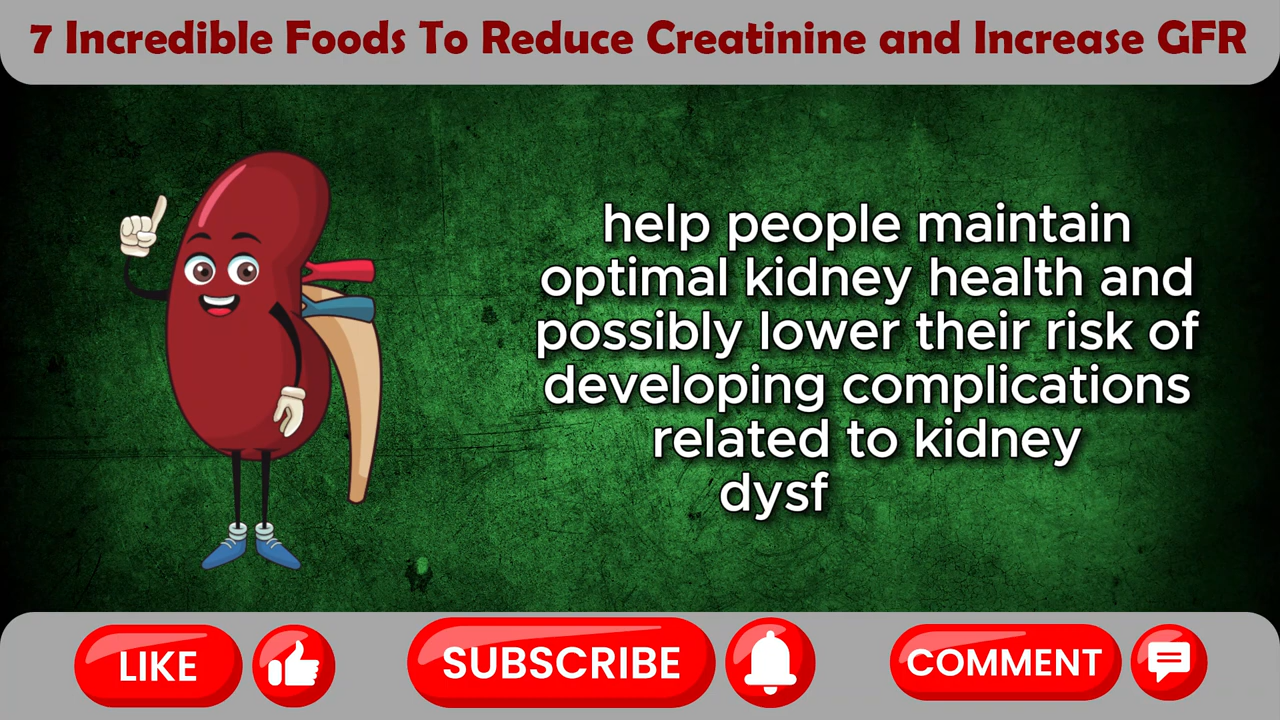 7 Incredible Foods To Reduce Creatinine and Increase GFR
help people maintain
optimal kidney health and
possibly lower their risk of
developing complications
related to kidney
dysf
LIKE
SUBSCRIBE
COMMENT